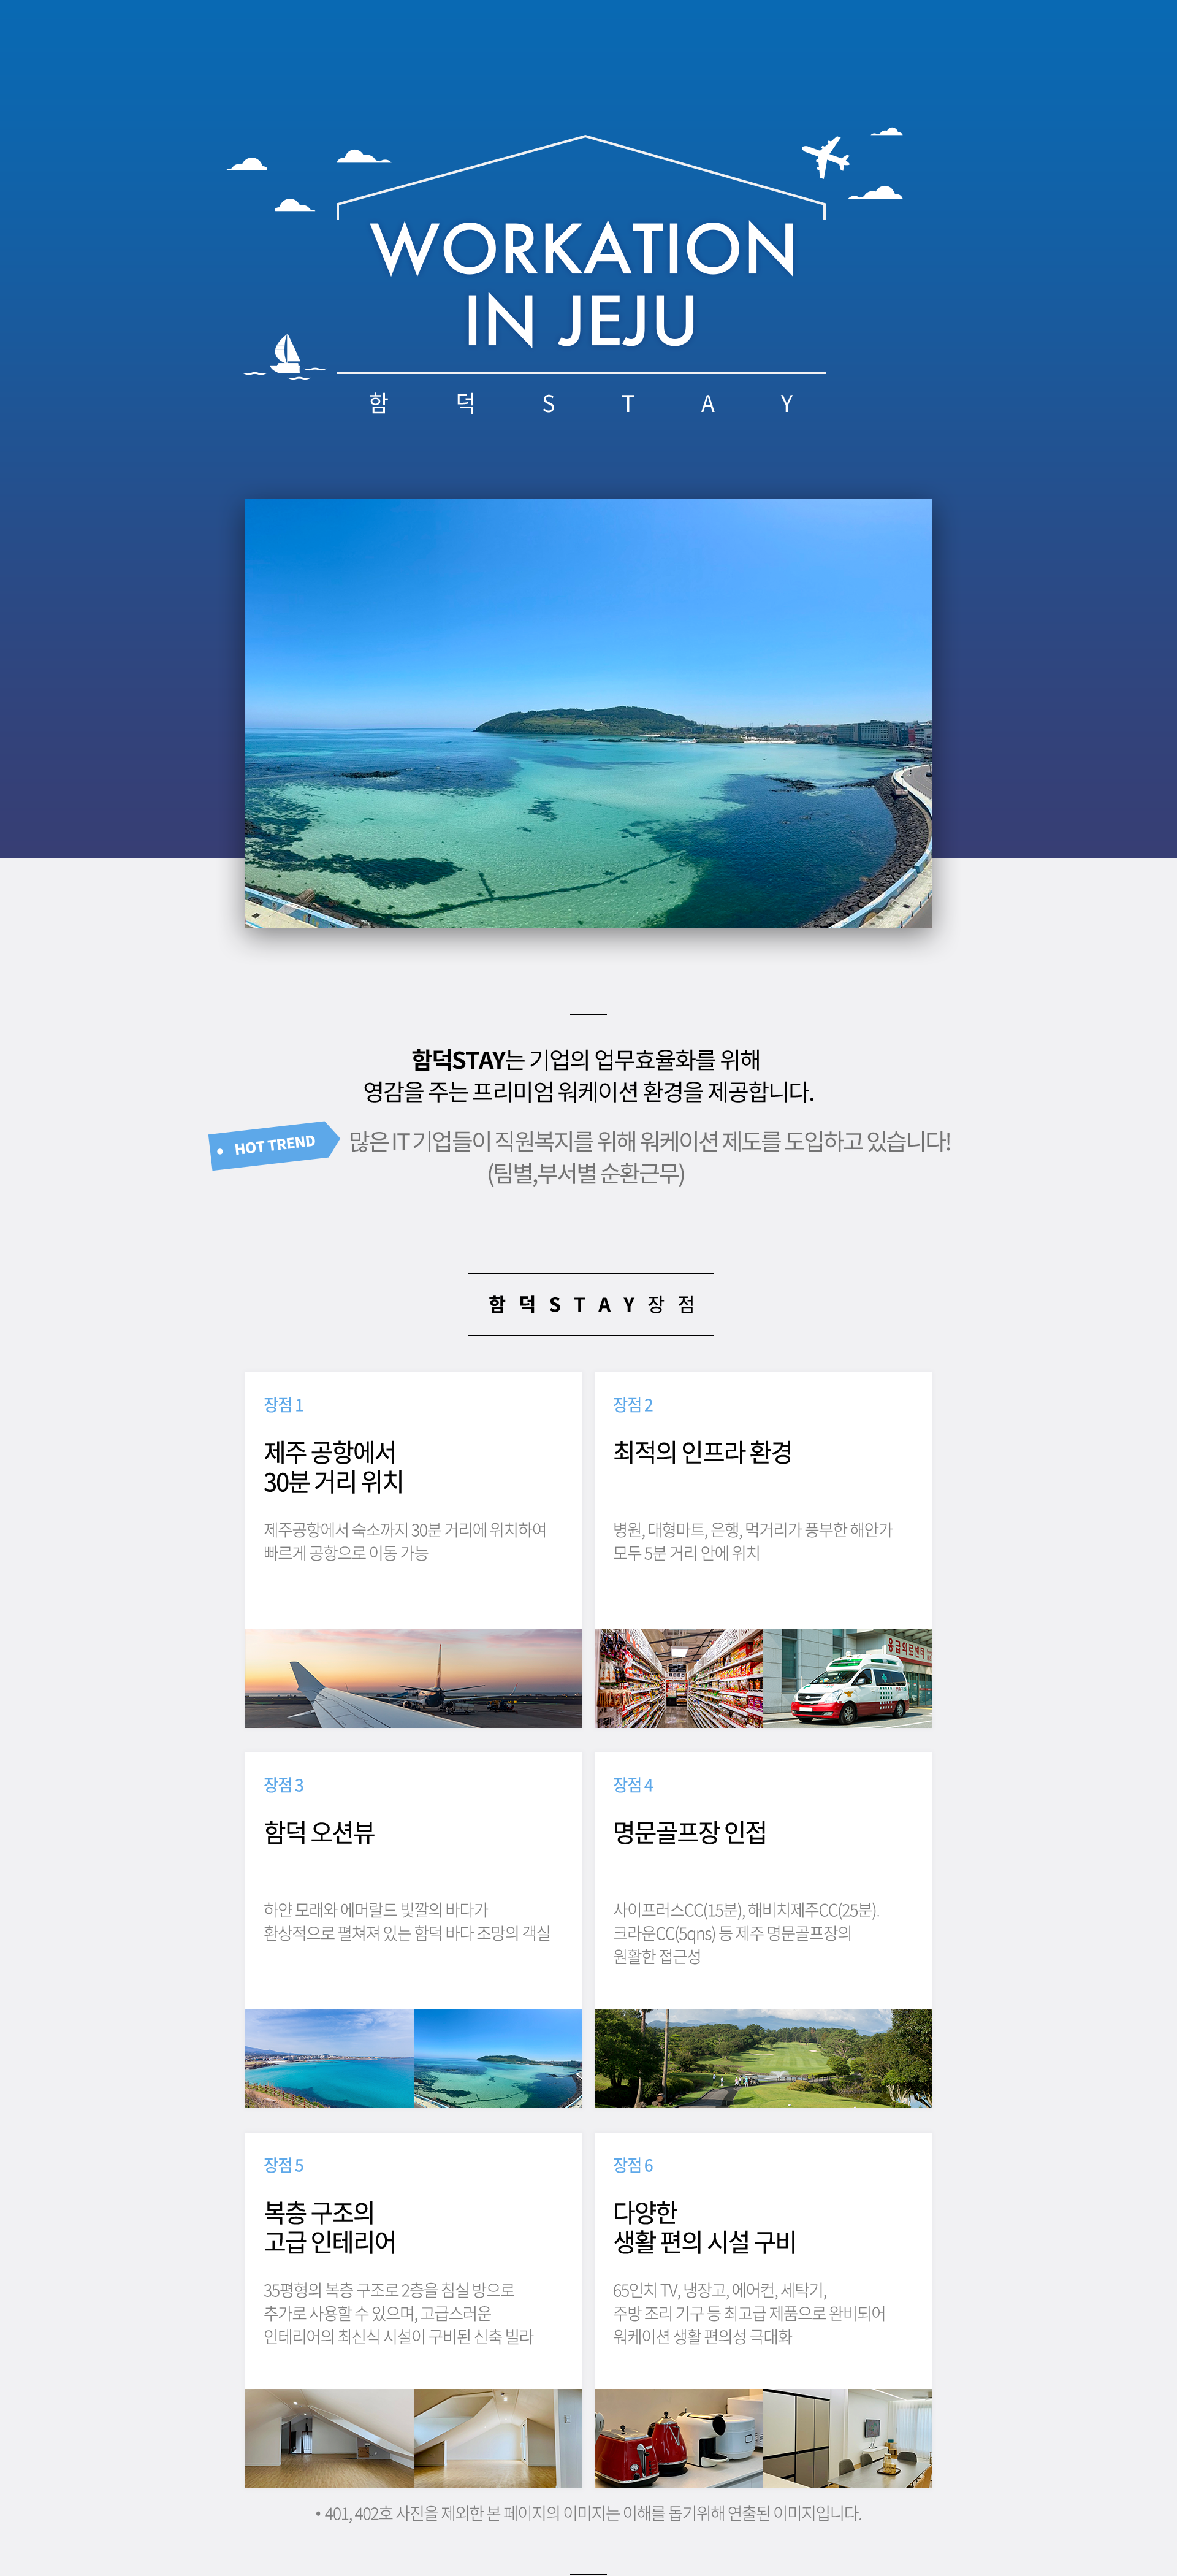 WORKATION
IN JEJU
함덕STAY
함덕STAY는 기업의 업무효율화를 위해
영감을 주는 프리미엄 워케이션 환경을 제공합니다.
HOT TREND
많은 IT 기업들이 직원복지를 위해 워케이션 제도를 도입하고 있습니다!
(팀별,부서별 순환근무)
함덕STAY 장점
장점 1
제주 공항에서
30분 거리 위치
제주공항에서 숙소까지 30분 거리에 위치하여
빠르게 공항으로 이동 가능
장점 2
최적의 인프라 환경
병원, 대형마트, 은행, 먹거리가 풍부한 해안가
모두 5분 거리 안에 위치
응급의료센터
장점 3
함덕 오션뷰
하얀 모래와 에머랄드 빛깔의 바다가
환상적으로 펼쳐져 있는 함덕 바다 조망의 객실
장점 4
명문골프장 인접
사이프러스CC(15분), 해비치제주CC(25분).
크라운CC(5qns) 등 제주 명문골프장의
원활한 접근성
장점 5
복층 구조의
고급 인테리어
35평형의 복층 구조로 2층을 침실 방으로
추가로 사용할 수 있으며, 고급스러운
인테리어의 최신식 시설이 구비된 신축 빌라
장점 6
다양한
생활 편의 시설 구비
65인치 TV, 냉장고, 에어컨, 세탁기,
주방 조리 기구 등 최고급 제품으로 완비되어
워케이션 생활 편의성 극대화
• 401, 402호 사진을 제외한 본 페이지의 이미지는 이해를 돕기위해 연출된 이미지입니다.